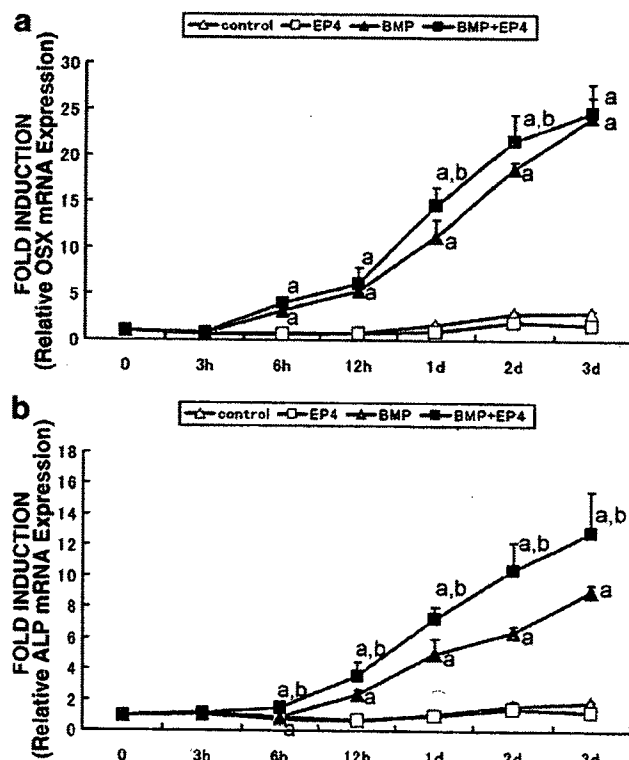 a
control EP4 BMP BMP+EP4
FOLD INDUCTION
(Relative OSX mRNA Expression)
30
25
20
15
10
5
0
a
a
a
a
a,b
a
a,b
a
a
a
0 3h 6h 12h 1d 2d 3d
b
control EP4 BMP BMP+EP4
FOLD INDUCTION
(Relative ALP mRNA Expression)
18
16
14
12
10
8
6
4
2
0
a,b
a
a,b
a
a,b
a
a,b
a
a,b
a
0 3h 6h 12h 1d 2d 3d